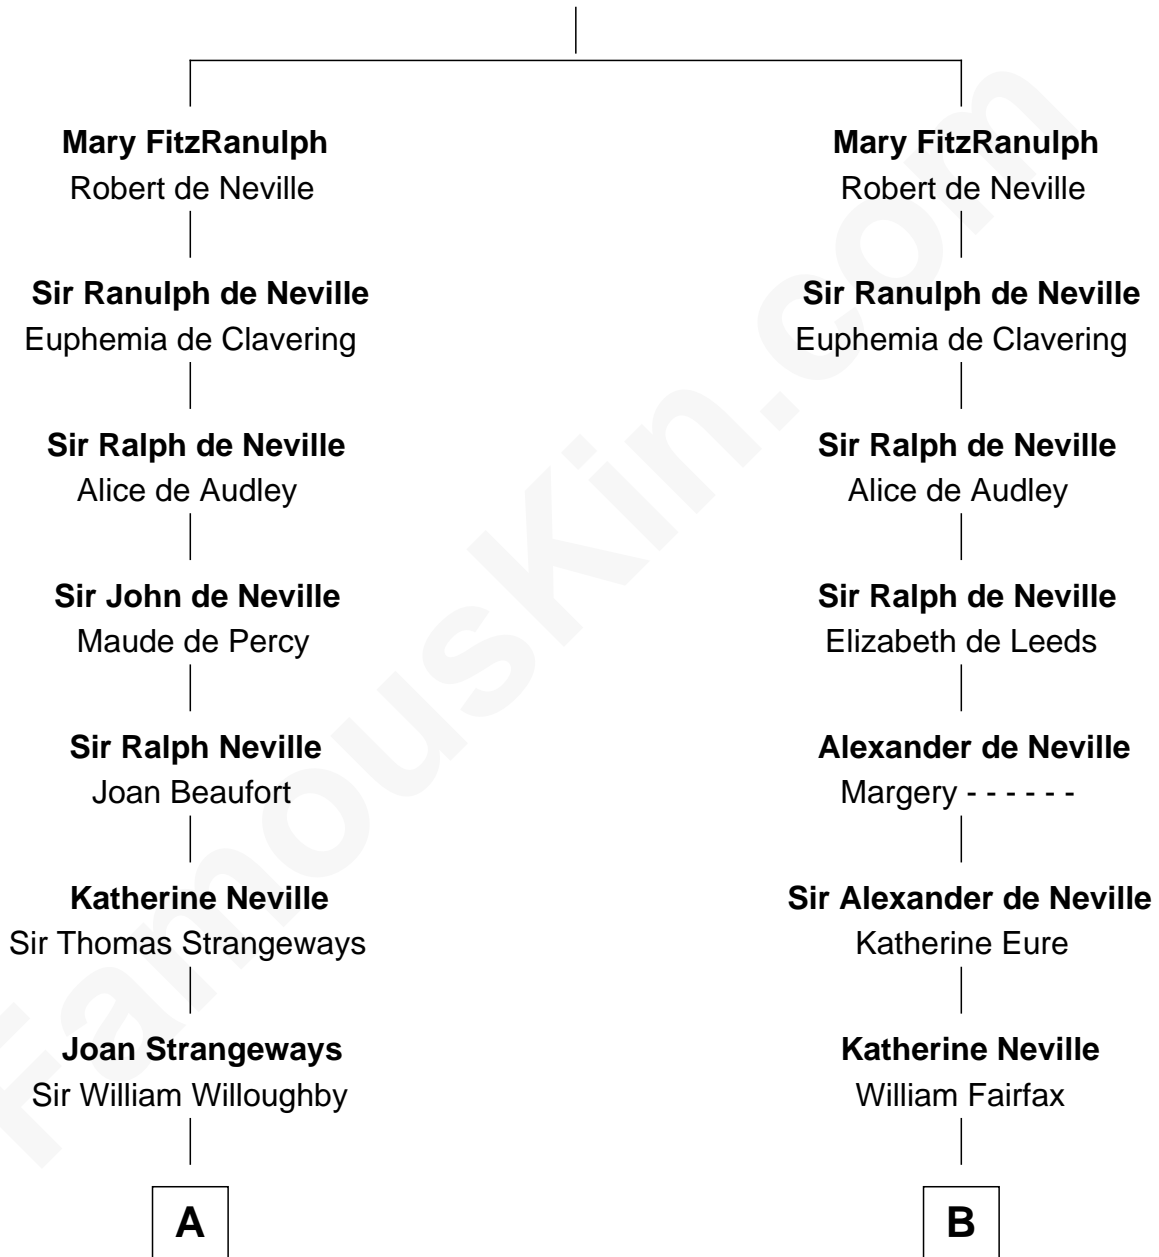 Mary FitzRanulph
Robert de Neville
Sir Ranulph de Neville
Euphemia de Clavering
Sir Ralph de Neville
Alice de Audley
Sir John de Neville
Maude de Percy
Sir Ralph Neville
Joan Beaufort
Katherine Neville
Sir Thomas Strangeways
Joan Strangeways
Sir William Willoughby
A
Mary FitzRanulph
Robert de Neville
Sir Ranulph de Neville
Euphemia de Clavering
Sir Ralph de Neville
Alice de Audley
Sir Ralph de Neville
Elizabeth de Leeds
Alexander de Neville
Margery - - - - - -
Sir Alexander de Neville
Katherine Eure
Katherine Neville
William Fairfax
B
FamousKin.com